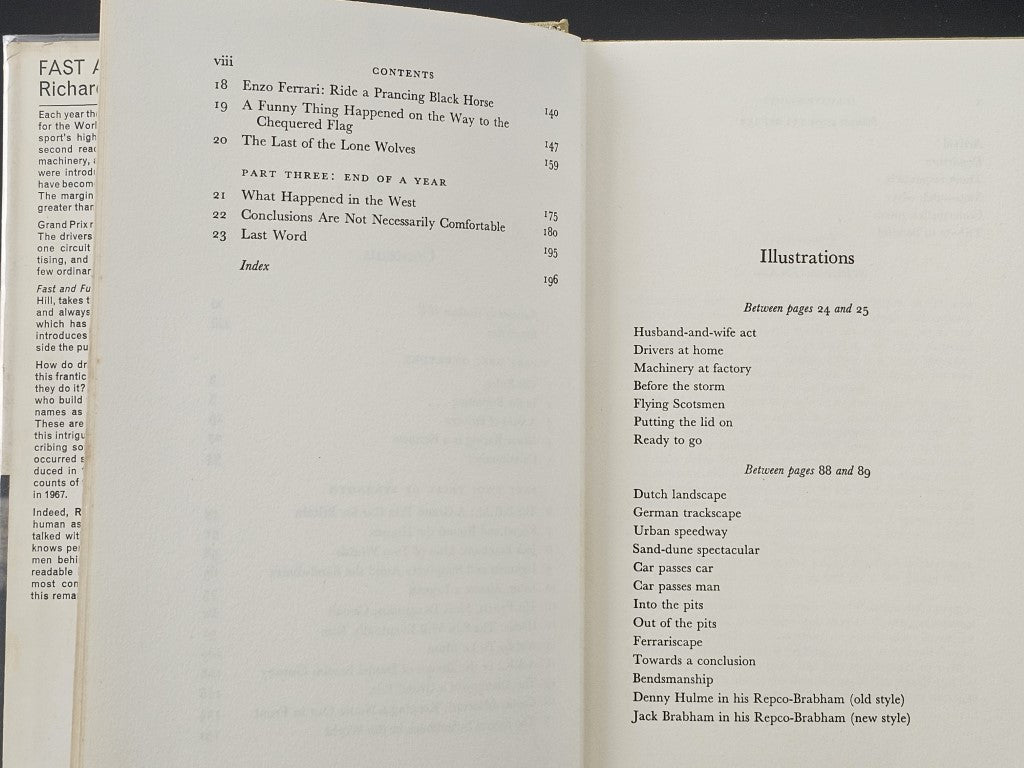 FAST A
Richar
Each year the
for the Worl
sport's high
second read
machinery, a
were introdu
have becom
The margin
greater than
Grand Prix r
The drivers
one circuit
tising, and
few ordinar
Fast and Fu
Hill, takes t
and always
which has
introduces
side the pu
How do dr
this frantic
they do it?
who build
names as
These are
this intrigu
cribing so
occurred s
duced in
counts of
in 1967.
Indeed, R
human as
talked wit
knows pe
men behi
readable
most con
this rema
viii
CONTENTS
18 Enzo Ferrari: Ride a Prancing Black Horse 140
19 A Funny Thing Happened on the Way to the
Chequered Flag 147
20 The Last of the Lone Wolves 159
PART THREE: END OF A YEAR
21 What Happened in the West 175
22 Conclusions Are Not Necessarily Comfortable 180
23 Last Word 195
Index 196
Illustrations
Between pages 24 and 25
Husband-and-wife act
Drivers at home
Machinery at factory
Before the storm
Flying Scotsmen
Putting the lid on
Ready to go
Between pages 88 and 89
Dutch landscape
German trackscape
Urban speedway
Sand-dune spectacular
Car passes car
Car passes man
Into the pits
Out of the pits
Ferrariscape
Towards a conclusion
Bendsmanship
Denny Hulme in his Repco-Brabham (old style)
Jack Brabham in his Repco-Brabham (new style)